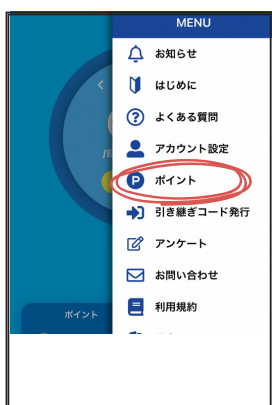 MENU
お知らせ
はじめに
よくある質問
アカウント設定
P ポイント
引き継ぎコード発行
アンケート
お問い合わせ
利用規約
ポイント